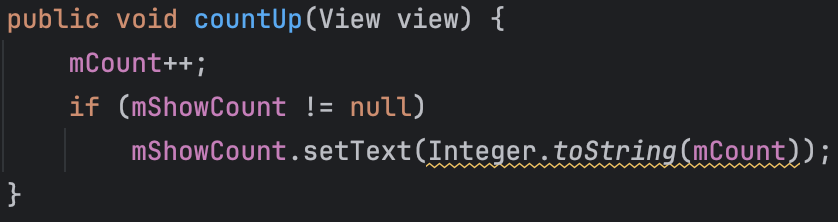 public void countUp(View view) {
    mCount++;
    if (mShowCount != null)
        mShowCount.setText(Integer.toString(mCount));
}